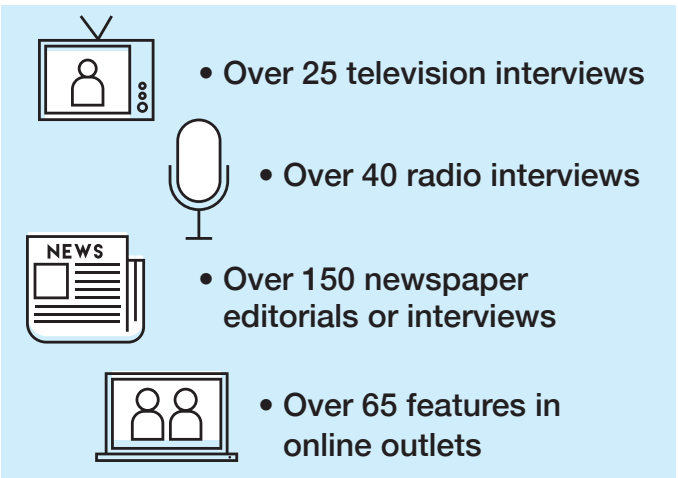 • Over 25 television interviews
• Over 40 radio interviews
NEWS
• Over 150 newspaper
editorials or interviews
• Over 65 features in
online outlets